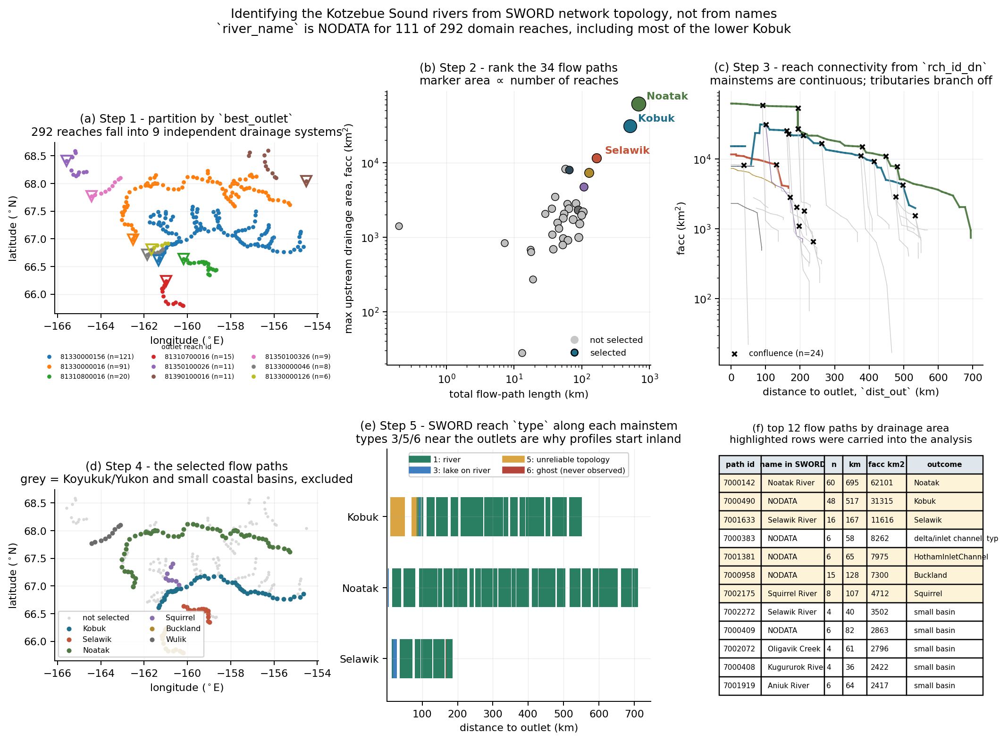 Identifying the Kotzebue Sound rivers from SWORD network topology, not from names
`river_name` is NODATA for 111 of 292 domain reaches, including most of the lower Kobuk
(a) Step 1 - partition by `best_outlet`
292 reaches fall into 9 independent drainage systems
68.5
68.0
67.5
67.0
66.5
66.0
latitude (°N)
−166 −164 −162 −160 −158 −156 −154
longitude (°E)
outlet reach id
81330000156 (n=121) 81310700016 (n=15) 81350100326 (n=9)
81330000016 (n=91) 81350100026 (n=11) 81330000046 (n=8)
81310800016 (n=20) 81390100016 (n=11) 81330000126 (n=6)
(b) Step 2 - rank the 34 flow paths
marker area ∝ number of reaches
Noatak
Kobuk
Selawik
10⁴
10³
10²
max upstream drainage area, facc (km²)
not selected
selected
10⁰ 10¹ 10² 10³
total flow-path length (km)
(c) Step 3 - reach connectivity from `rch_id_dn`
mainstems are continuous; tributaries branch off
10⁴
10³
10²
facc (km²)
confluence (n=24)
0 100 200 300 400 500 600 700
distance to outlet, `dist_out` (km)
(d) Step 4 - the selected flow paths
grey = Koyukuk/Yukon and small coastal basins, excluded
68.5
68.0
67.5
67.0
66.5
66.0
latitude (°N)
not selected Squirrel
Kobuk Buckland
Selawik Wulik
Noatak
−166 −164 −162 −160 −158 −156 −154
longitude (°E)
(e) Step 5 - SWORD reach `type` along each mainstem
types 3/5/6 near the outlets are why profiles start inland
1: river 5: unreliable topology
3: lake on river 6: ghost (never observed)
Kobuk
Noatak
Selawik
100 200 300 400 500 600 700
distance to outlet (km)
(f) top 12 flow paths by drainage area
highlighted rows were carried into the analysis
path id name in SWORD n km facc km2 outcome
7000142 Noatak River 60 695 62101 Noatak
7000490 NODATA 48 517 31315 Kobuk
7001633 Selawik River 16 167 11616 Selawik
7000383 NODATA 6 58 8262 delta/inlet channel, typ
7001381 NODATA 6 65 7975 HothamInletChannel
7000958 NODATA 15 128 7300 Buckland
7002175 Squirrel River 8 107 4712 Squirrel
7002272 Selawik River 4 40 3502 small basin
7000409 NODATA 6 82 2863 small basin
7002072 Oligavik Creek 4 61 2796 small basin
7000408 Kugururok River 4 36 2422 small basin
7001919 Aniuk River 6 64 2417 small basin